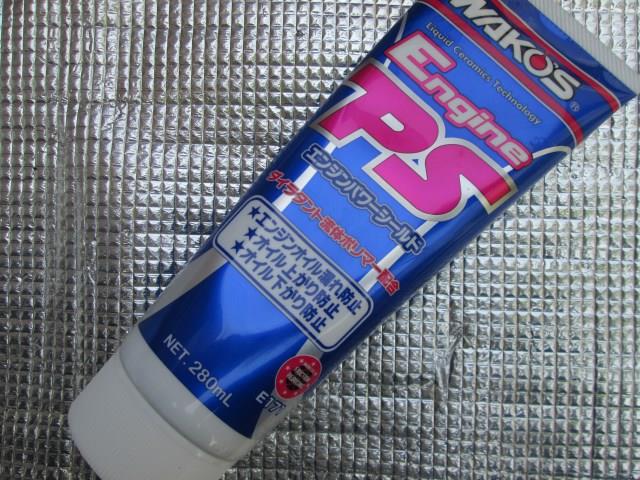 WAKO'S®
Liquid Ceramics Technology
Engine
PS
エンジンパワーシールド
ダイラタント・液体ポリマー配合
★エンジンオイル漏れ防止
★オイル上がり防止
★オイル下がり防止
NET. 280mL